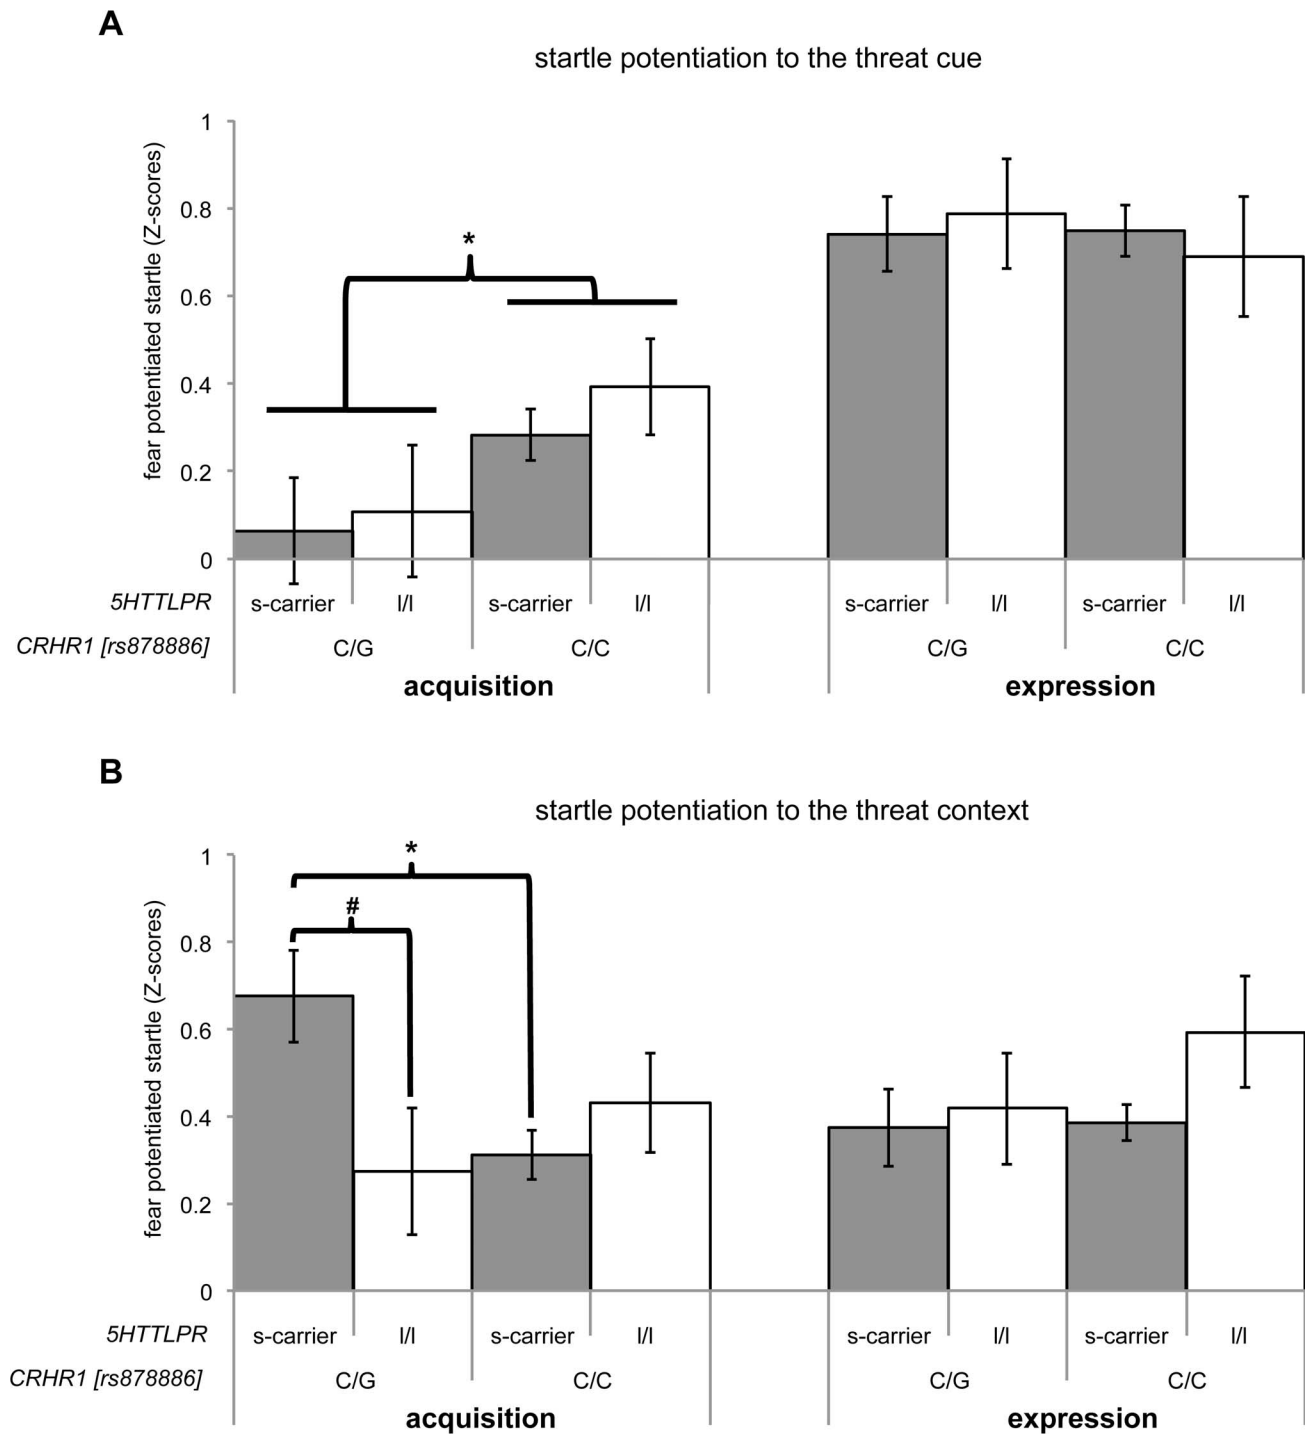 A
startle potentiation to the threat cue
fear potentiated startle (Z-scores)
1
0.8
0.6
0.4
0.2
0
*
5HTTLPR s-carrier l/l s-carrier l/l s-carrier l/l s-carrier l/l
CRHR1 [rs878886] C/G C/C C/G C/C
acquisition expression
B
startle potentiation to the threat context
fear potentiated startle (Z-scores)
1
0.8
0.6
0.4
0.2
0
*
#
5HTTLPR s-carrier l/l s-carrier l/l s-carrier l/l s-carrier l/l
CRHR1 [rs878886] C/G C/C C/G C/C
acquisition expression